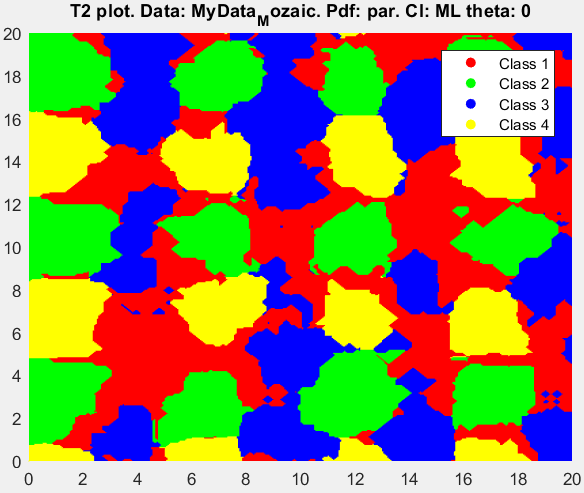 T2 plot. Data: MyData_Mozaic. Pdf: par. Cl: ML theta: 0
20
18
16
14
12
10
8
6
4
2
0
Class 1
Class 2
Class 3
Class 4
0 2 4 6 8 10 12 14 16 18 20